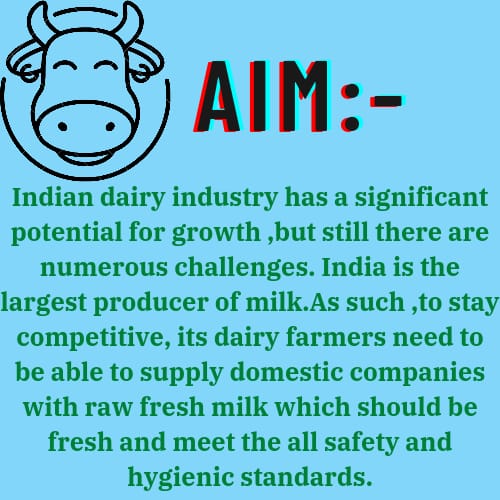 AIM:-
Indian dairy industry has a significant
potential for growth ,but still there are
numerous challenges. India is the
largest producer of milk.As such ,to stay
competitive, its dairy farmers need to
be able to supply domestic companies
with raw fresh milk which should be
fresh and meet the all safety and
hygienic standards.